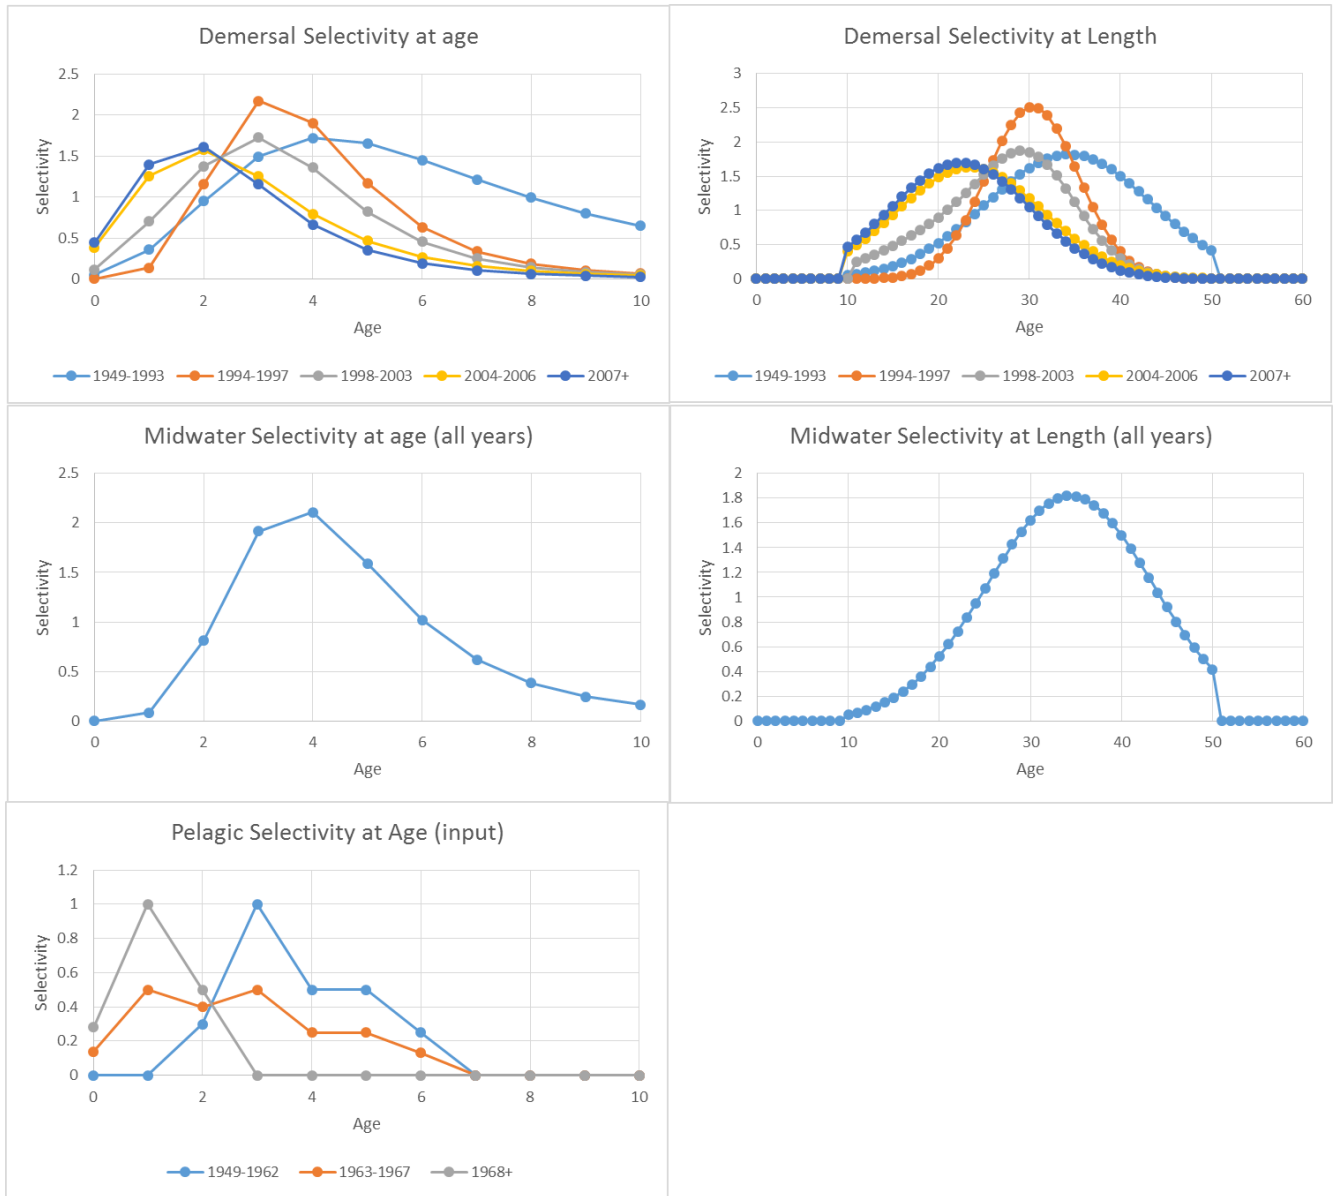 Demersal Selectivity at age
2.5
2
1.5
1
0.5
0
Selectivity
0 2 4 6 8 10
Age
1949-1993 1994-1997 1998-2003 2004-2006 2007+
Demersal Selectivity at Length
3
2.5
2
1.5
1
0.5
0
Selectivity
0 10 20 30 40 50 60
Age
1949-1993 1994-1997 1998-2003 2004-2006 2007+
Midwater Selectivity at age (all years)
2.5
2
1.5
1
0.5
0
Selectivity
0 2 4 6 8 10
Age
Midwater Selectivity at Length (all years)
2
1.8
1.6
1.4
1.2
1
0.8
0.6
0.4
0.2
0
Selectivity
0 10 20 30 40 50 60
Age
Pelagic Selectivity at Age (input)
1.2
1
0.8
0.6
0.4
0.2
0
Selectivity
0 2 4 6 8 10
Age
1949-1962 1963-1967 1968+